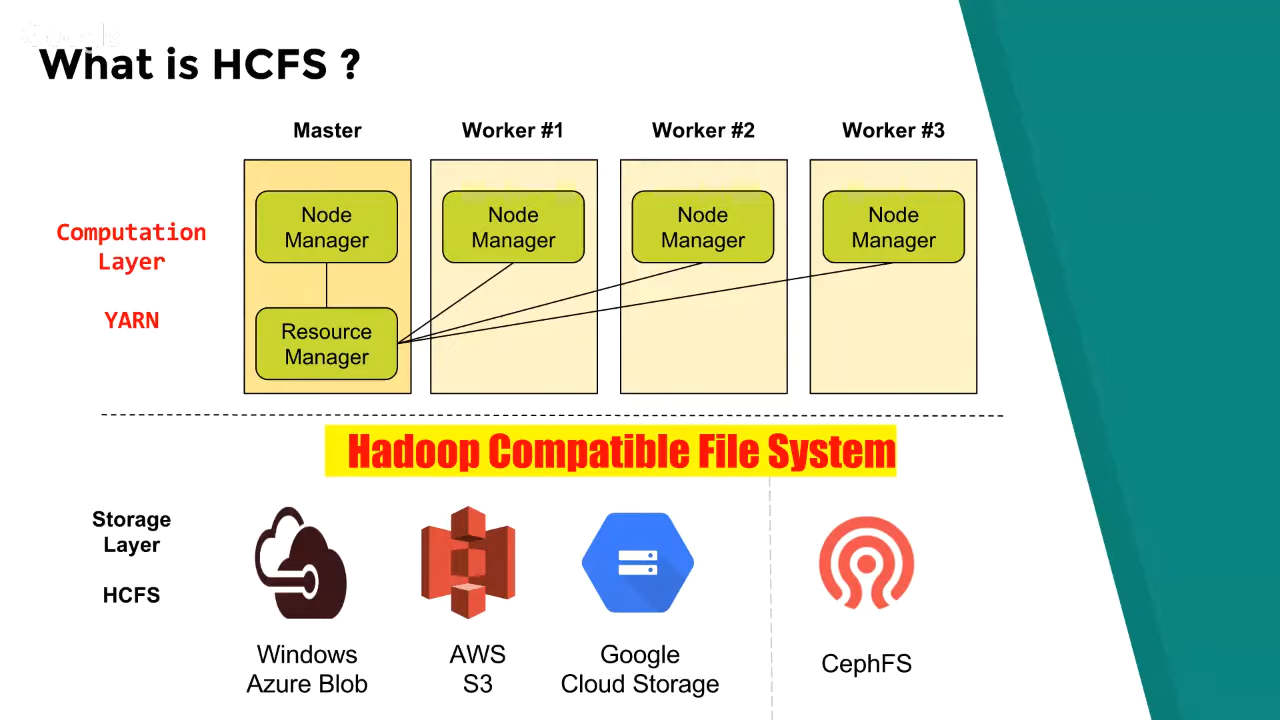 What is HCFS ?
Master
Worker #1
Worker #2
Worker #3
Computation
Layer
YARN
Node
Manager
Node
Manager
Node
Manager
Node
Manager
Resource
Manager
Hadoop Compatible File System
Storage
Layer
HCFS
Windows
Azure Blob
AWS
S3
Google
Cloud Storage
CephFS